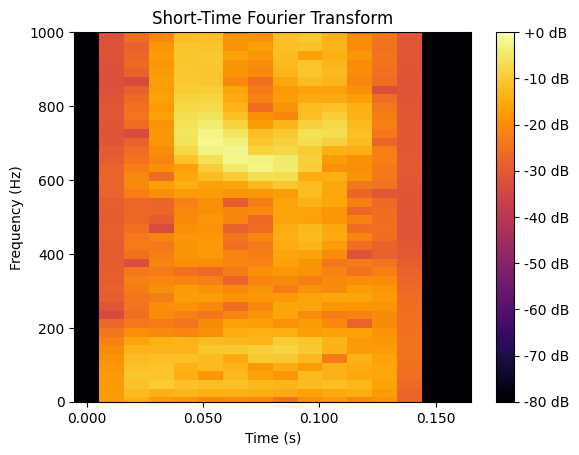 Short-Time Fourier Transform
1000
800
600
400
200
0
Frequency (Hz)
0.000
0.050
0.100
0.150
Time (s)
+0 dB
-10 dB
-20 dB
-30 dB
-40 dB
-50 dB
-60 dB
-70 dB
-80 dB